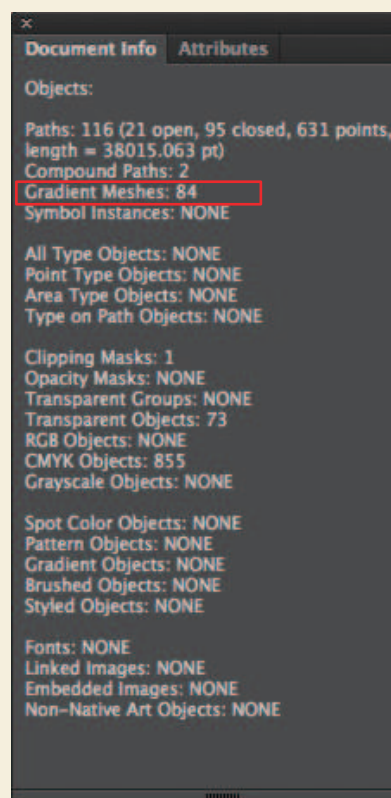 Document Info Attributes
Objects:
Paths: 116 (21 open, 95 closed, 631 points,
length = 38015.063 pt)
Compound Paths: 2
Gradient Meshes: 84
Symbol Instances: NONE
All Type Objects: NONE
Point Type Objects: NONE
Area Type Objects: NONE
Type on Path Objects: NONE
Clipping Masks: 1
Opacity Masks: NONE
Transparent Groups: NONE
Transparent Objects: 73
RGB Objects: NONE
CMYK Objects: 855
Grayscale Objects: NONE
Spot Color Objects: NONE
Pattern Objects: NONE
Gradient Objects: NONE
Brushed Objects: NONE
Styled Objects: NONE
Fonts: NONE
Linked Images: NONE
Embedded Images: NONE
Non-Native Art Objects: NONE